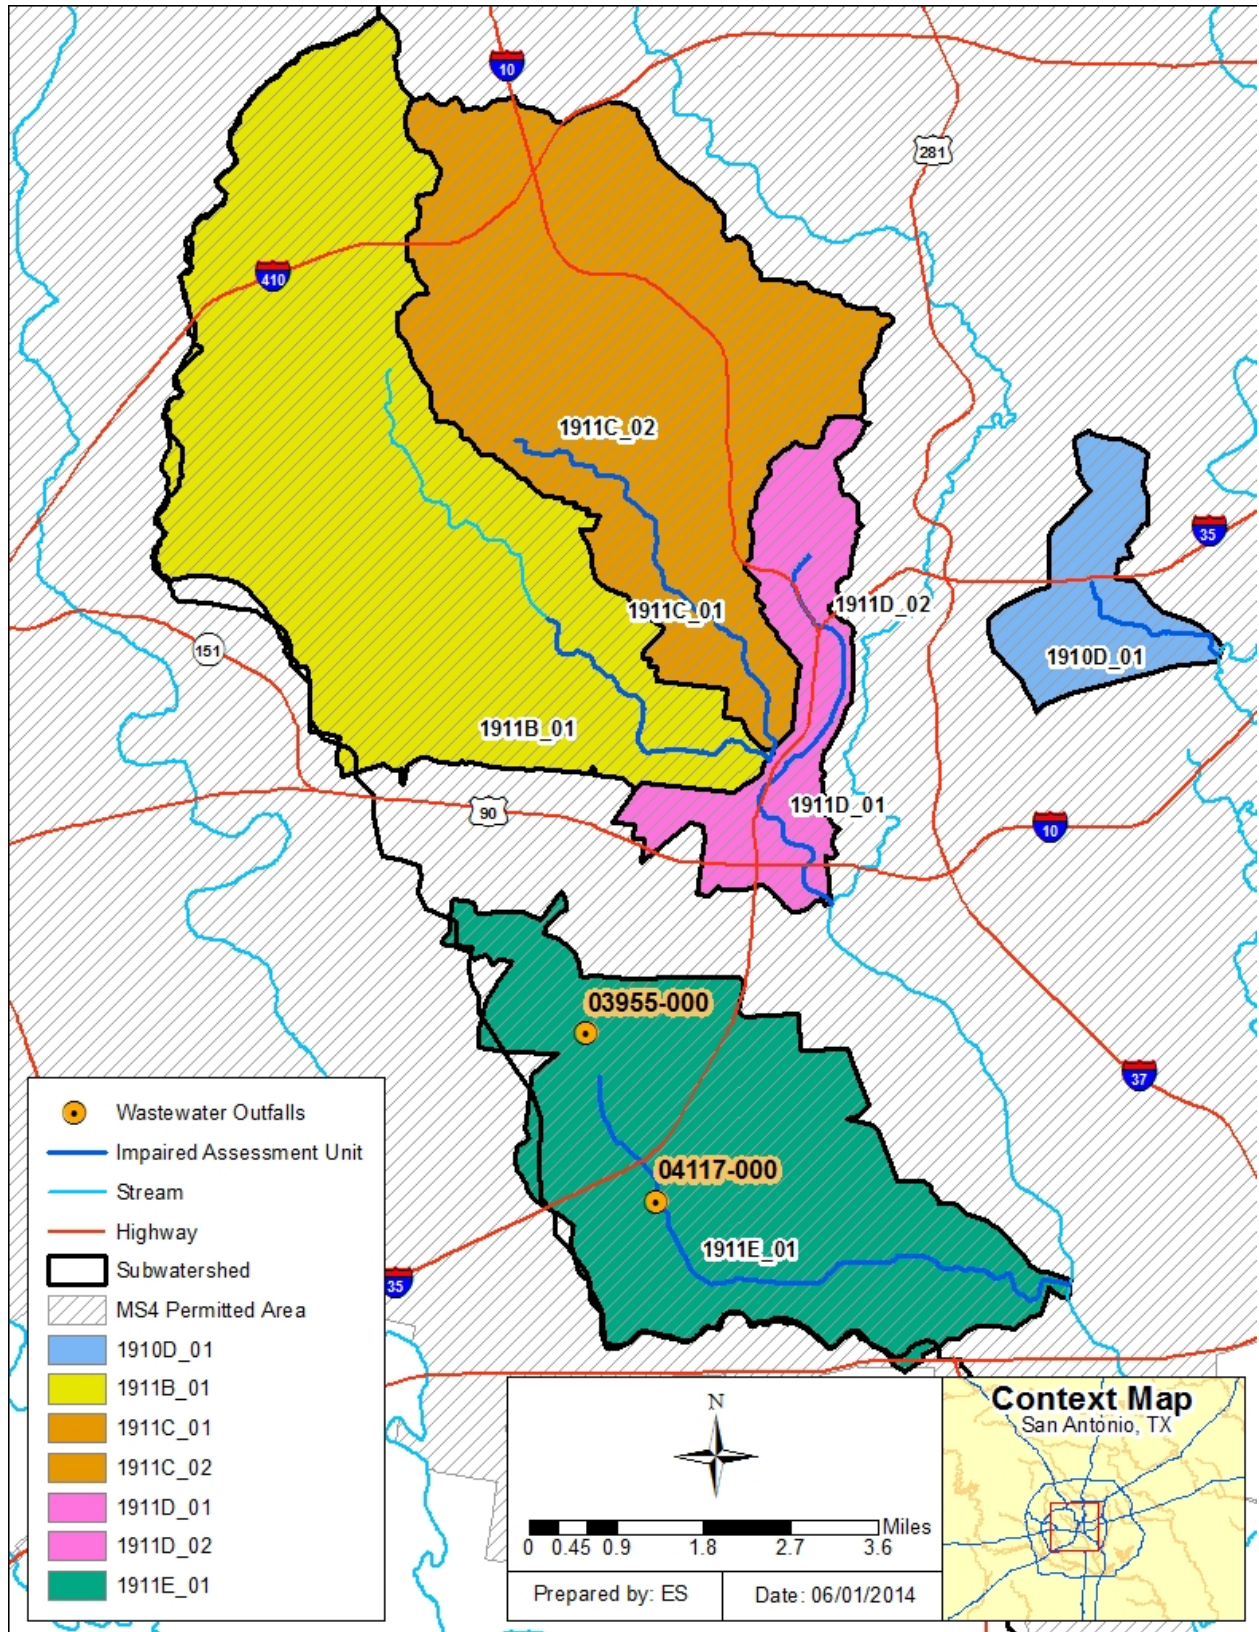 10
281
410
1911C_02
35
1911C_01
1911D_02
151
1910D_01
1911B_01
1911D_01
90
10
03955-000
37
04117-000
1911E_01
35
Wastewater Outfalls
Impaired Assessment Unit
Stream
Highway
Subwatershed
MS4 Permitted Area
1910D_01
1911B_01
1911C_01
1911C_02
1911D_01
1911D_02
1911E_01
N
Miles
0 0.45 0.9 1.8 2.7 3.6
Prepared by: ES
Date: 06/01/2014
Context Map
San Antonio, TX